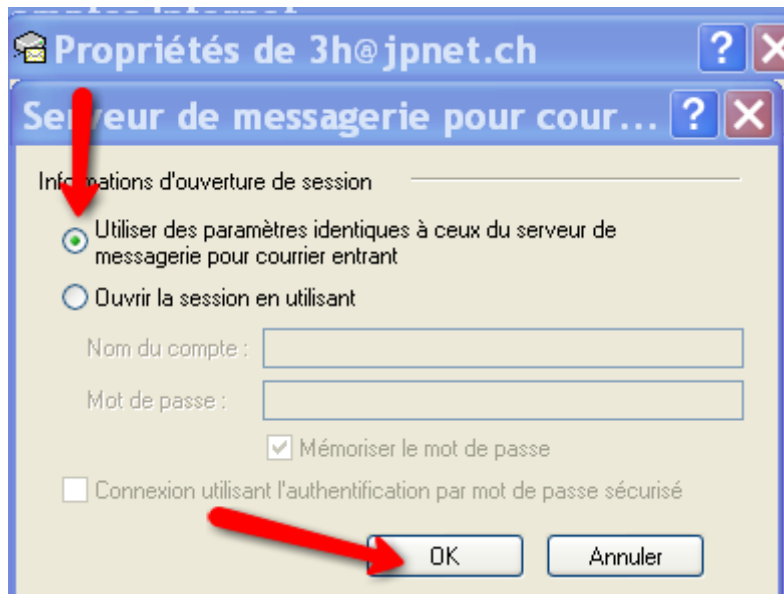 Propriétés de 3h@jpnet.ch
Serveur de messagerie pour cour...
Informations d'ouverture de session
Utiliser des paramètres identiques à ceux du serveur de
messagerie pour courrier entrant
Ouvrir la session en utilisant
Nom du compte :
Mot de passe :
Mémoriser le mot de passe
Connexion utilisant l'authentification par mot de passe sécurisé
OK Annuler